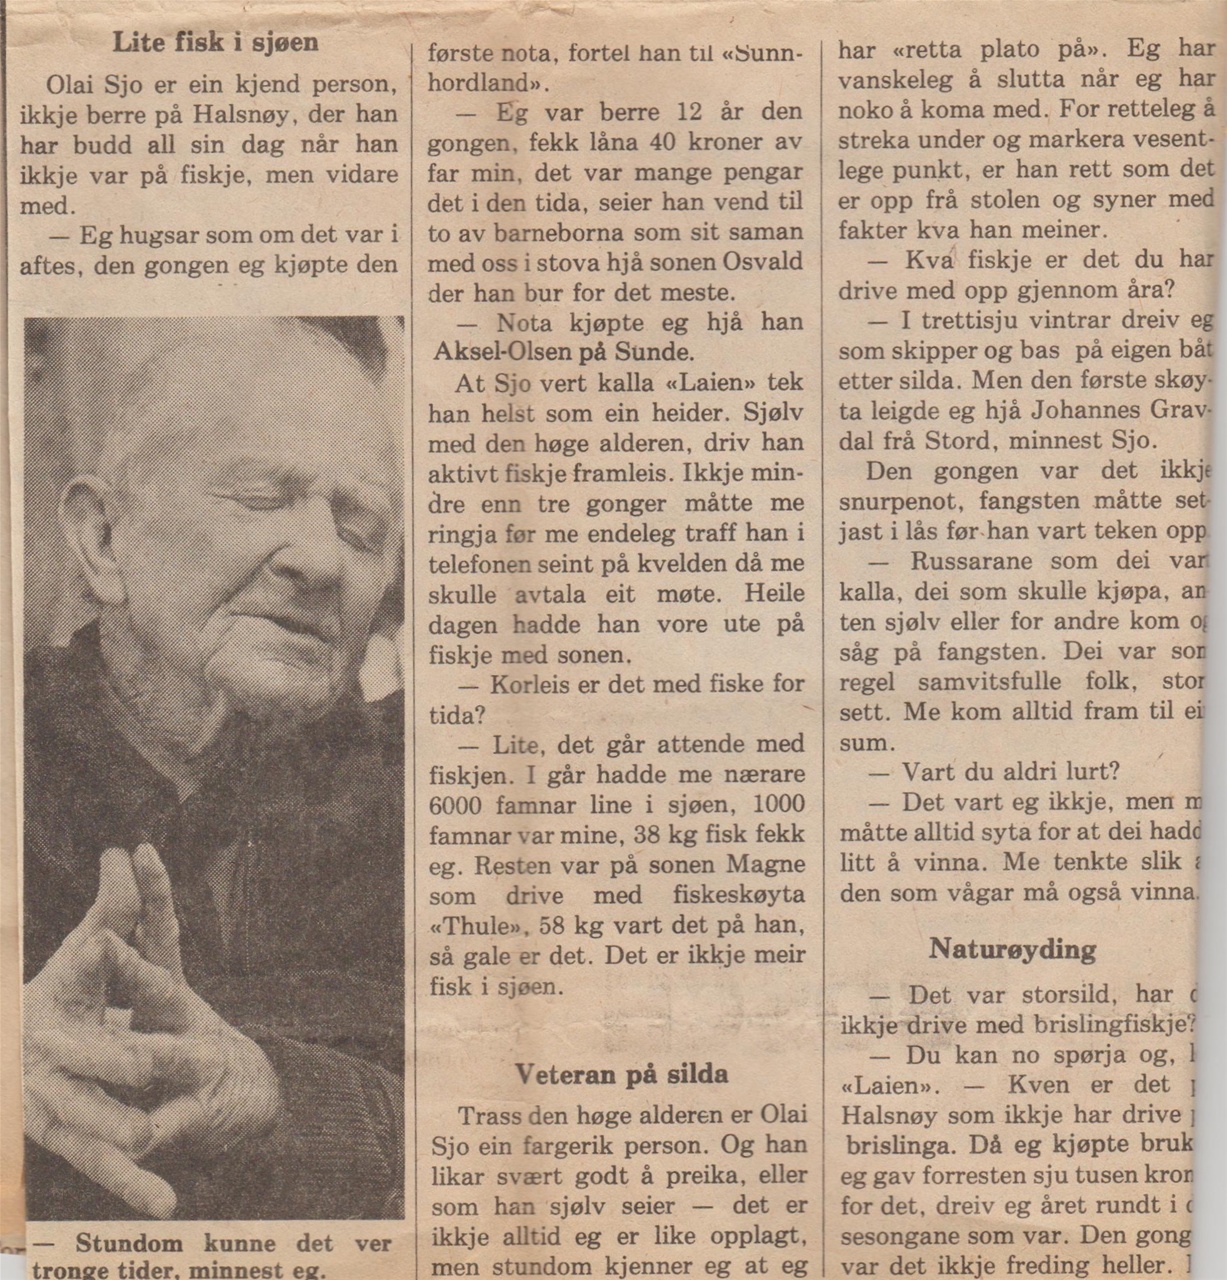 Lite fisk i sjøen
Olai Sjo er ein kjend person,
ikkje berre på Halsnøy, der han
har budd all sin dag når han
ikkje var på fiskje, men vidare
med.
— Eg hugsar som om det var i
aftes, den gongen eg kjøpte den
— Stundom kunne det ver
tronge tider, minnest eg.
første nota, fortel han til «Sunn-
hordland».
— Eg var berre 12 år den
gongen, fekk låna 40 kroner av
far min, det var mange pengar
det i den tida, seier han vend til
to av barneborna som sit saman
med oss i stova hjå sonen Osvald
der han bur for det meste.
— Nota kjøpte eg hjå han
Aksel-Olsen på Sunde.
At Sjo vert kalla «Laien» tek
han helst som ein heider. Sjølv
med den høge alderen, driv han
aktivt fiskje framleis. Ikkje min-
dre enn tre gonger måtte me
ringja før me endeleg traff han i
telefonen seint på kvelden då me
skulle avtala eit møte. Heile
dagen hadde han vore ute på
fiskje med sonen.
— Korleis er det med fiske for
tida?
— Lite, det går attende med
fiskjen. I går hadde me nærare
6000 famnar line i sjøen, 1000
famnar var mine, 38 kg fisk fekk
eg. Resten var på sonen Magne
som drive med fiskeskøyta
«Thule», 58 kg vart det på han,
så gale er det. Det er ikkje meir
fisk i sjøen.
Veteran på silda
Trass den høge alderen er Olai
Sjo ein fargerik person. Og han
likar svært godt å preika, eller
som han sjølv seier — det er
ikkje alltid eg er like opplagt,
men stundom kjenner eg at eg
har «retta plato på». Eg har
vanskeleg å slutta når eg har
noko å koma med. For retteleg å
streka under og markera vesent-
lege punkt, er han rett som det
er opp frå stolen og syner med
fakter kva han meiner.
— Kva fiskje er det du har
drive med opp gjennom åra?
— I trettisju vintrar dreiv eg
som skipper og bas på eigen båt
etter silda. Men den første skøy-
ta leigde eg hjå Johannes Grav-
dal frå Stord, minnest Sjo.
Den gongen var det ikkje
snurpenot, fangsten måtte set-
jast i lås før han vart teken opp.
— Russarane som dei var
kalla, dei som skulle kjøpa, an
ten sjølv eller for andre kom og
såg på fangsten. Dei var som
regel samvitsfulle folk, stor
sett. Me kom alltid fram til ei
sum.
— Vart du aldri lurt?
— Det vart eg ikkje, men m
måtte alltid syta for at dei hadd
litt å vinna. Me tenkte slik
den som vågar må også vinna.
Naturøyding
— Det var storsild, har
ikkje drive med brislingfiskje?
— Du kan no spørja og,
«Laien». — Kven er det
Halsnøy som ikkje har drive
brislinga. Då eg kjøpte bruk
eg gav forresten sju tusen kron
for det, dreiv eg året rundt i
sesongane som var. Den gong
var det ikkje freding heller.